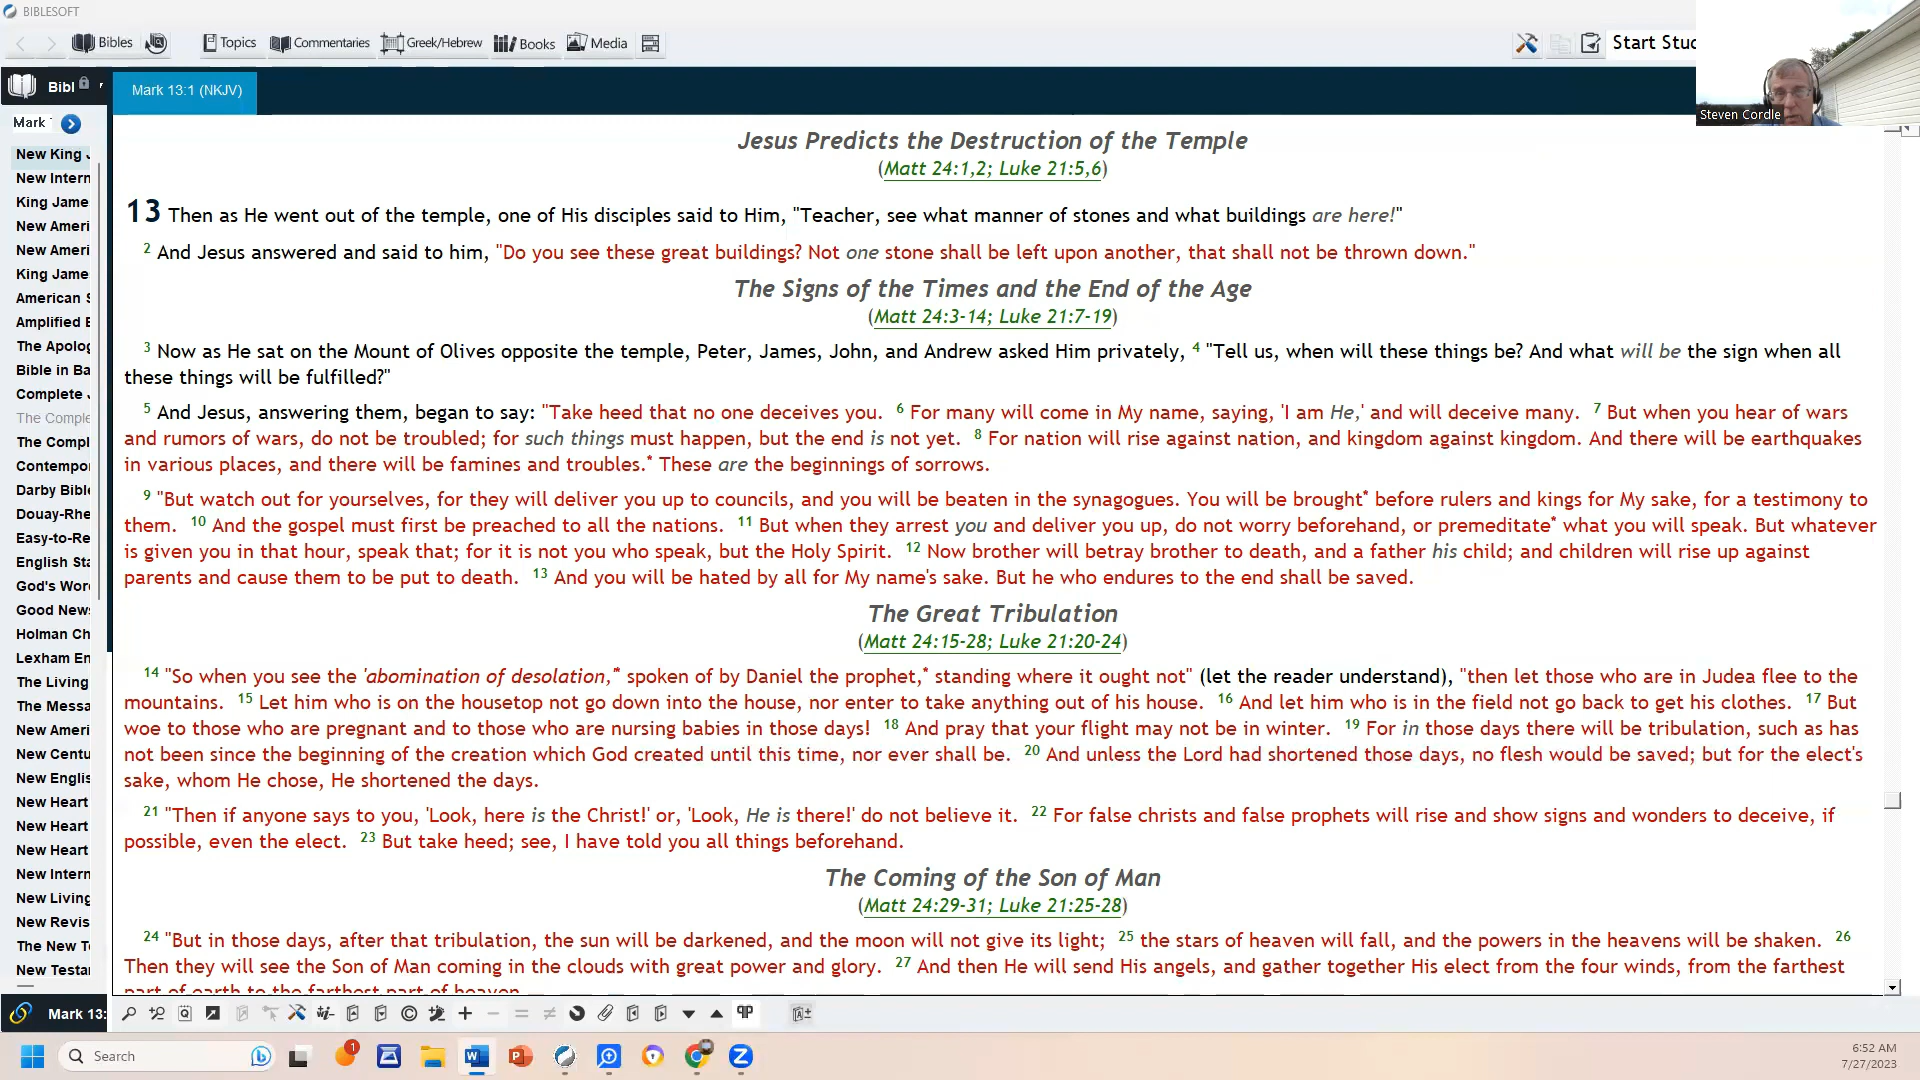 BIBLESOFT
Bibles Topics Commentaries Greek/Hebrew Books Media Start Stud
Steven Cordle
Bibl
Mark 13:1 (NKJV)
Mark
New King J
New Intern
King Jame
New Ameri
New Ameri
King Jame
American S
Amplified E
The Apolog
Bible in Ba
Complete J
The Comple
The Compl
Contempo
Darby Bible
Douay-Rhe
Easy-to-Re
English Sta
God's Wor
Good News
Holman Ch
Lexham En
The Living
The Messa
New Ameri
New Centu
New Englis
New Heart
New Heart
New Heart
New Intern
New Living
New Revis
The New T
New Testar
Jesus Predicts the Destruction of the Temple
(Matt 24:1,2; Luke 21:5,6)
13 Then as He went out of the temple, one of His disciples said to Him, "Teacher, see what manner of stones and what buildings are here!"
2 And Jesus answered and said to him, "Do you see these great buildings? Not one stone shall be left upon another, that shall not be thrown down."
The Signs of the Times and the End of the Age
(Matt 24:3-14; Luke 21:7-19)
3 Now as He sat on the Mount of Olives opposite the temple, Peter, James, John, and Andrew asked Him privately, 4 "Tell us, when will these things be? And what will be the sign when all
these things will be fulfilled?"
5 And Jesus, answering them, began to say: "Take heed that no one deceives you. 6 For many will come in My name, saying, 'I am He,' and will deceive many. 7 But when you hear of wars
and rumors of wars, do not be troubled; for such things must happen, but the end is not yet. 8 For nation will rise against nation, and kingdom against kingdom. And there will be earthquakes
in various places, and there will be famines and troubles.* These are the beginnings of sorrows.
9 "But watch out for yourselves, for they will deliver you up to councils, and you will be beaten in the synagogues. You will be brought* before rulers and kings for My sake, for a testimony to
them. 10 And the gospel must first be preached to all the nations. 11 But when they arrest you and deliver you up, do not worry beforehand, or premeditate* what you will speak. But whatever
is given you in that hour, speak that; for it is not you who speak, but the Holy Spirit. 12 Now brother will betray brother to death, and a father his child; and children will rise up against
parents and cause them to be put to death. 13 And you will be hated by all for My name's sake. But he who endures to the end shall be saved.
The Great Tribulation
(Matt 24:15-28; Luke 21:20-24)
14 "So when you see the 'abomination of desolation,'* spoken of by Daniel the prophet,* standing where it ought not" (let the reader understand), "then let those who are in Judea flee to the
mountains. 15 Let him who is on the housetop not go down into the house, nor enter to take anything out of his house. 16 And let him who is in the field not go back to get his clothes. 17 But
woe to those who are pregnant and to those who are nursing babies in those days! 18 And pray that your flight may not be in winter. 19 For in those days there will be tribulation, such as has
not been since the beginning of the creation which God created until this time, nor ever shall be. 20 And unless the Lord had shortened those days, no flesh would be saved; but for the elect's
sake, whom He chose, He shortened the days.
21 "Then if anyone says to you, 'Look, here is the Christ!' or, 'Look, He is there!' do not believe it. 22 For false christs and false prophets will rise and show signs and wonders to deceive, if
possible, even the elect. 23 But take heed; see, I have told you all things beforehand.
The Coming of the Son of Man
(Matt 24:29-31; Luke 21:25-28)
24 "But in those days, after that tribulation, the sun will be darkened, and the moon will not give its light; 25 the stars of heaven will fall, and the powers in the heavens will be shaken. 26
Then they will see the Son of Man coming in the clouds with great power and glory. 27 And then He will send His angels, and gather together His elect from the four winds, from the farthest
part of earth to the farthest part of heaven.
Mark 13:
Search
6:52 AM
7/27/2023